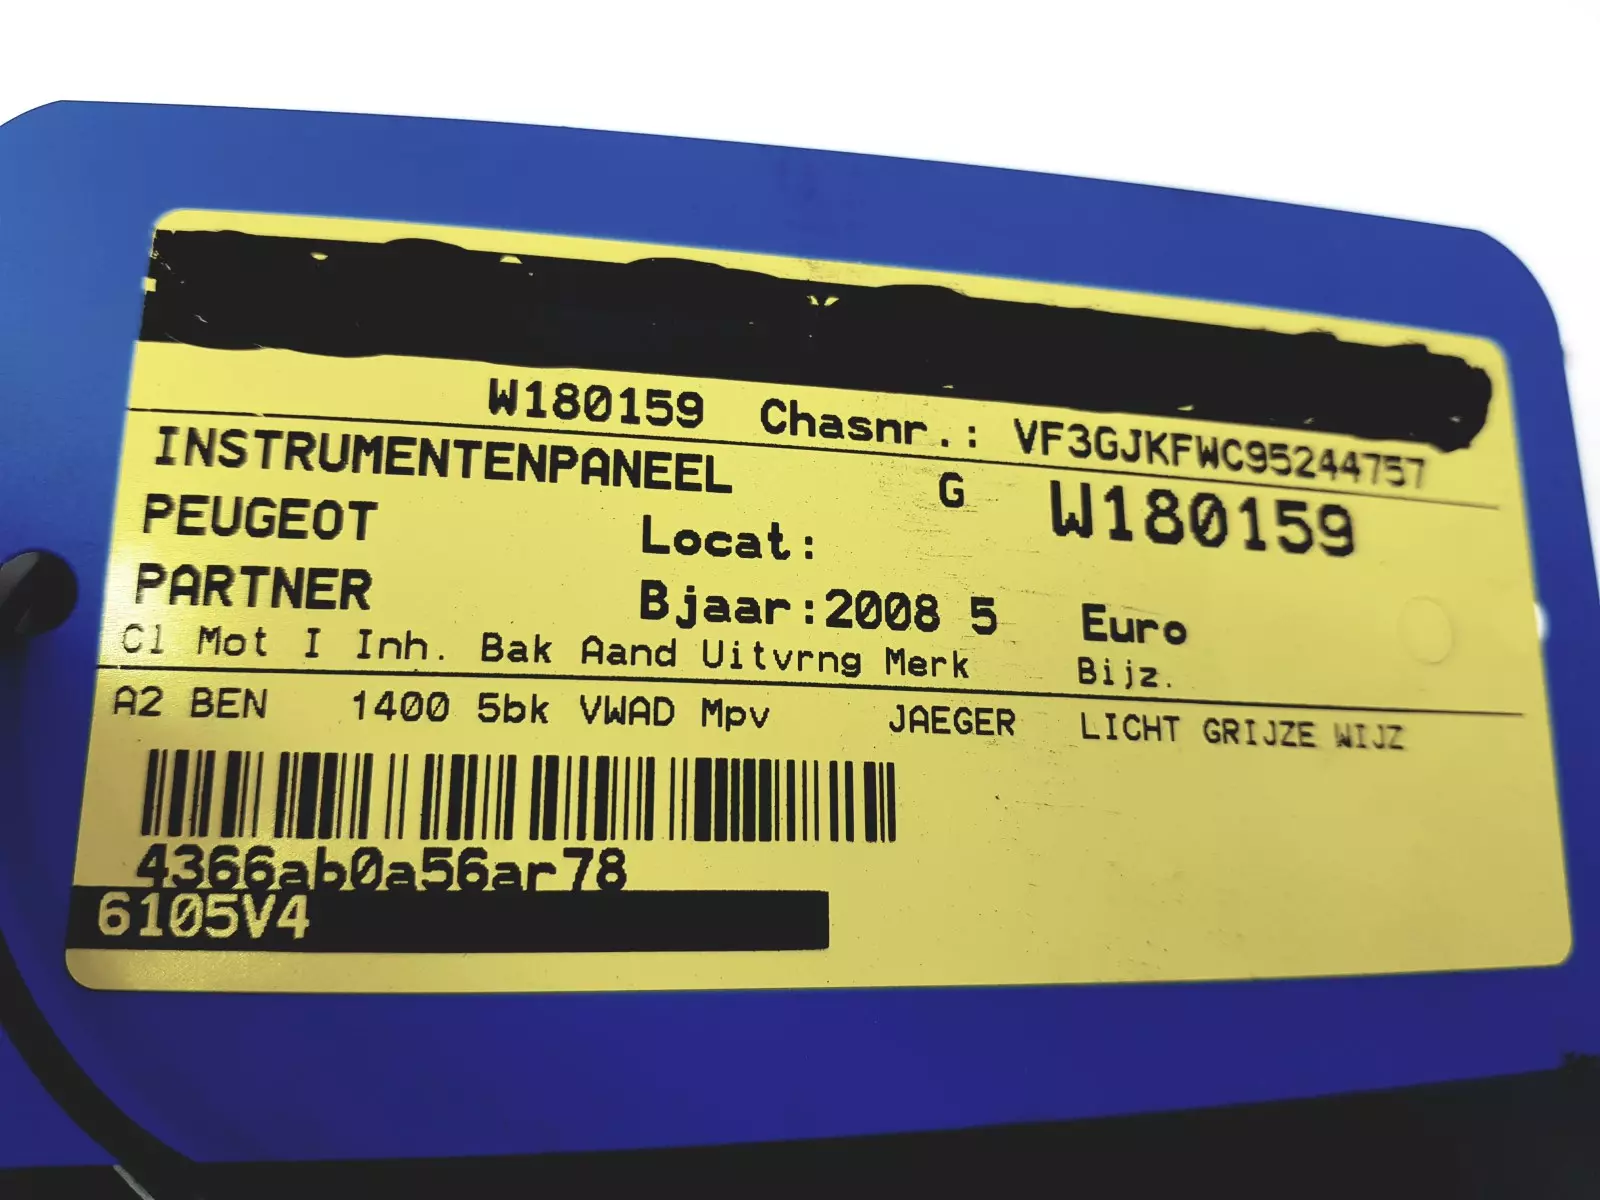 W180159 Chasnr.: VF3GJKFWC95244757
INSTRUMENTENPANEEL G W180159
PEUGEOT Locat:
PARTNER Bjaar:2008 5 Euro
Cl Mot I Inh. Bak Aand Uitvrng Merk Bijz.
A2 BEN 1400 5bk VWAD Mpv JAEGER LICHT GRIJZE WIJZ
4366ab0a56ar78
6105V4